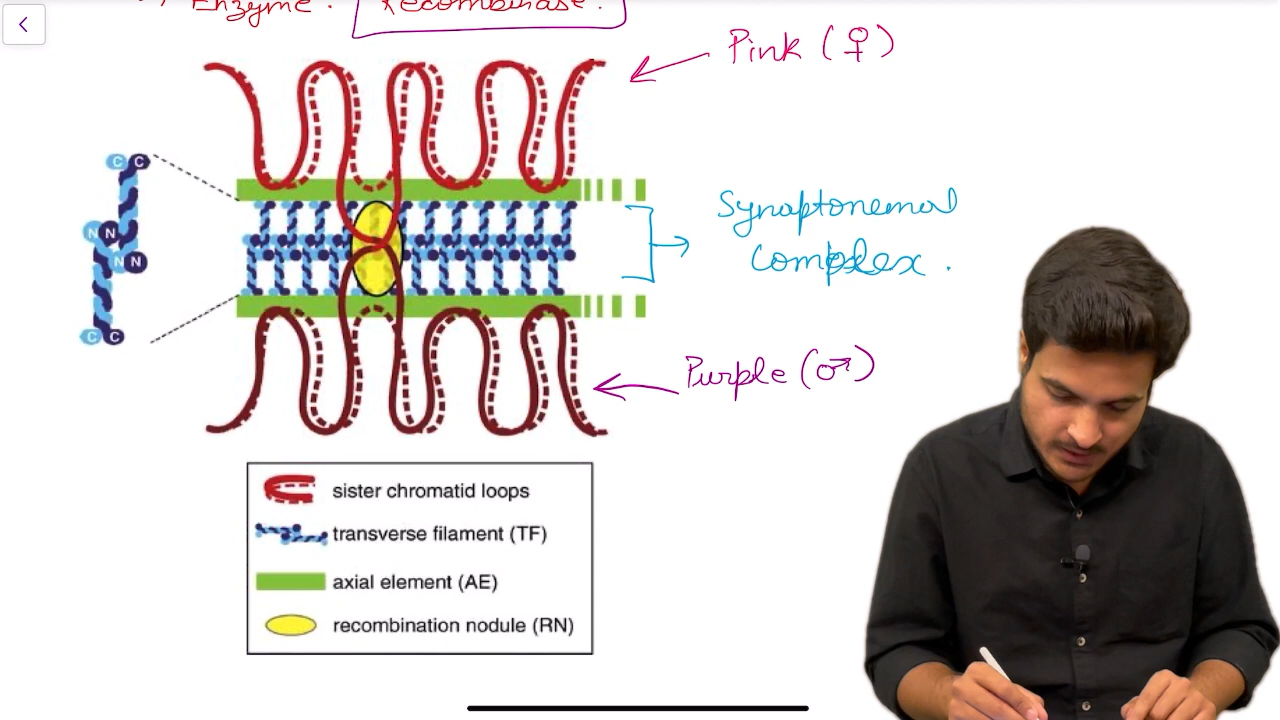 Enzyme: Recombinase.
Pink (♀)
C C
N N
N N
C C
Synaptonemal
complex.
Purple (♂)
sister chromatid loops
transverse filament (TF)
axial element (AE)
recombination nodule (RN)